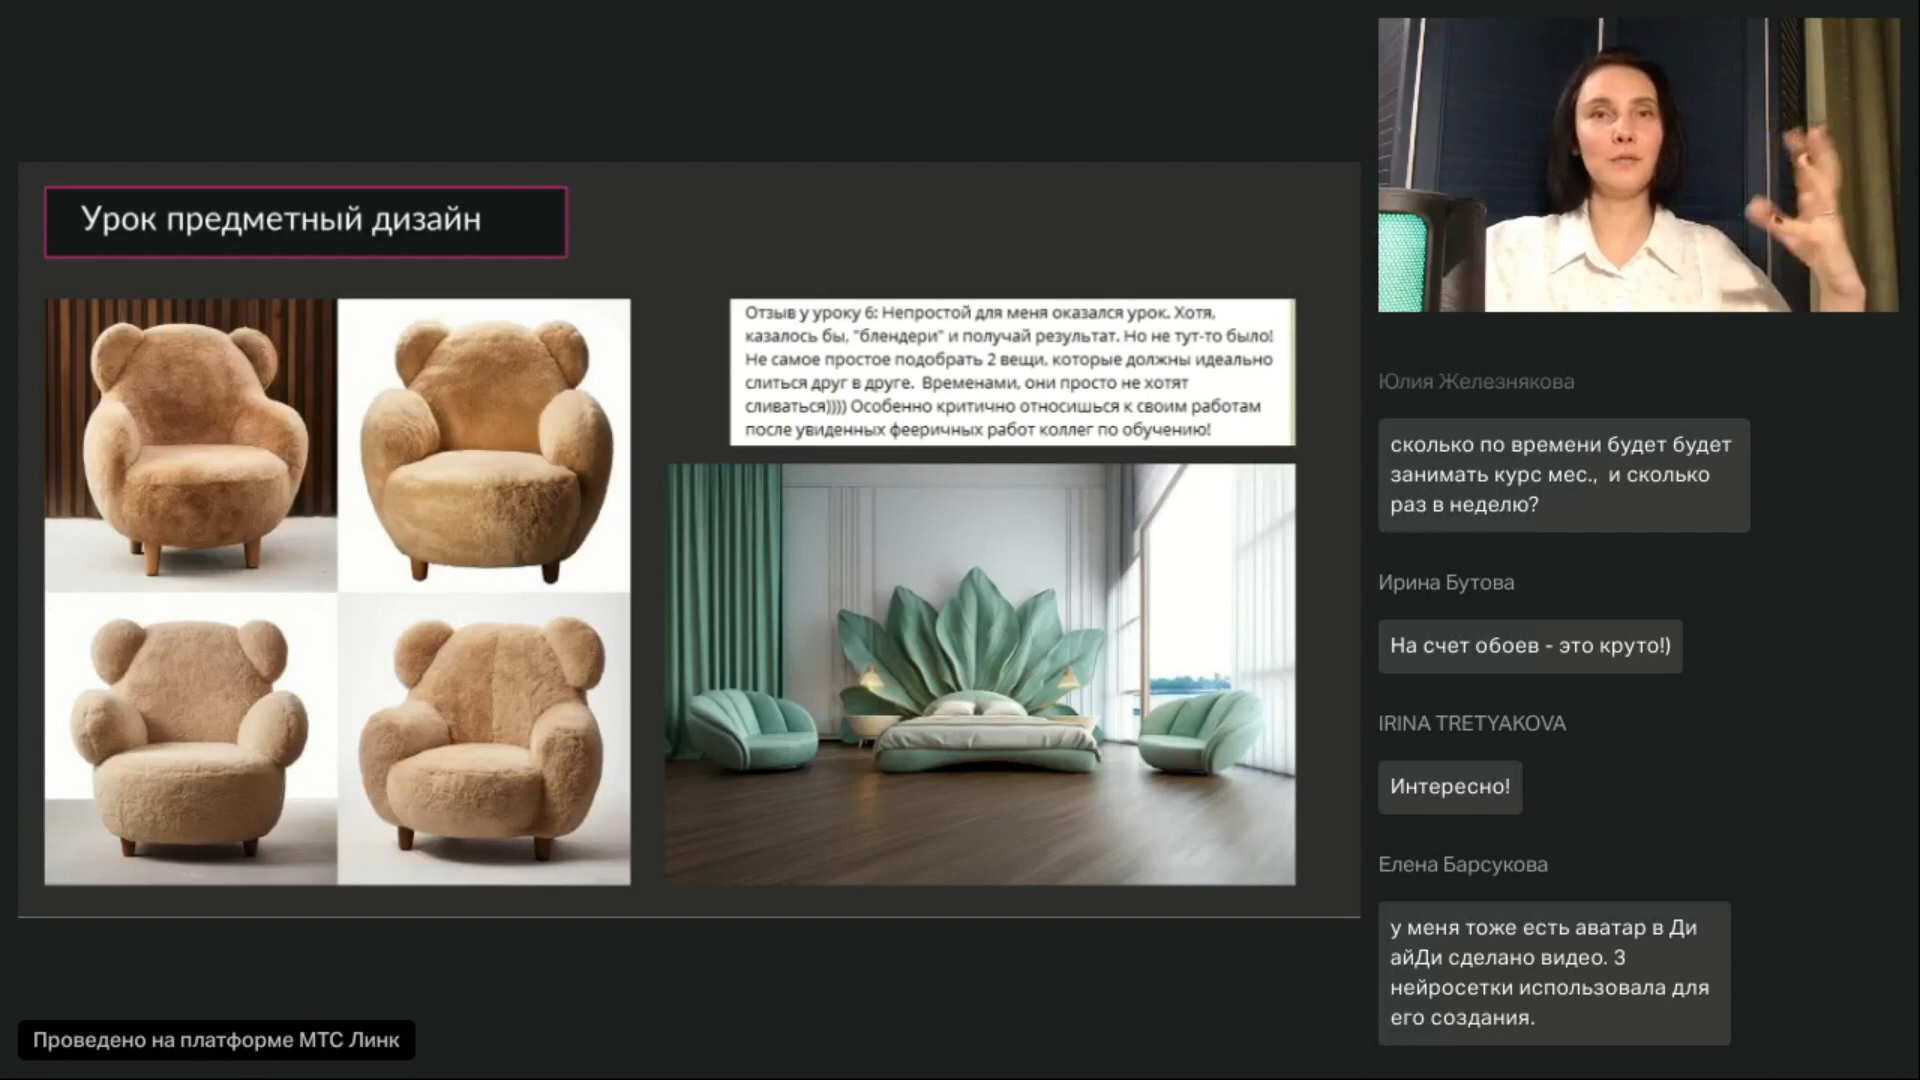 Урок предметный дизайн
Отзыв у уроку 6: Непростой для меня оказался урок. Хотя,
казалось бы, "блендери" и получай результат. Но не тут-то было!
Не самое простое подобрать 2 вещи, которые должны идеально
слиться друг в друге. Временами, они просто не хотят
сливаться)))) Особенно критично относишься к своим работам
после увиденных фееричных работ коллег по обучению!
Юлия Железнякова
сколько по времени будет будет
занимать курс мес., и сколько
раз в неделю?
Ирина Бутова
На счет обоев - это круто!)
IRINA TRETYAKOVA
Интересно!
Елена Барсукова
у меня тоже есть аватар в Ди
айДи сделано видео. 3
нейросетки использовала для
его создания.
Проведено на платформе МТС Линк